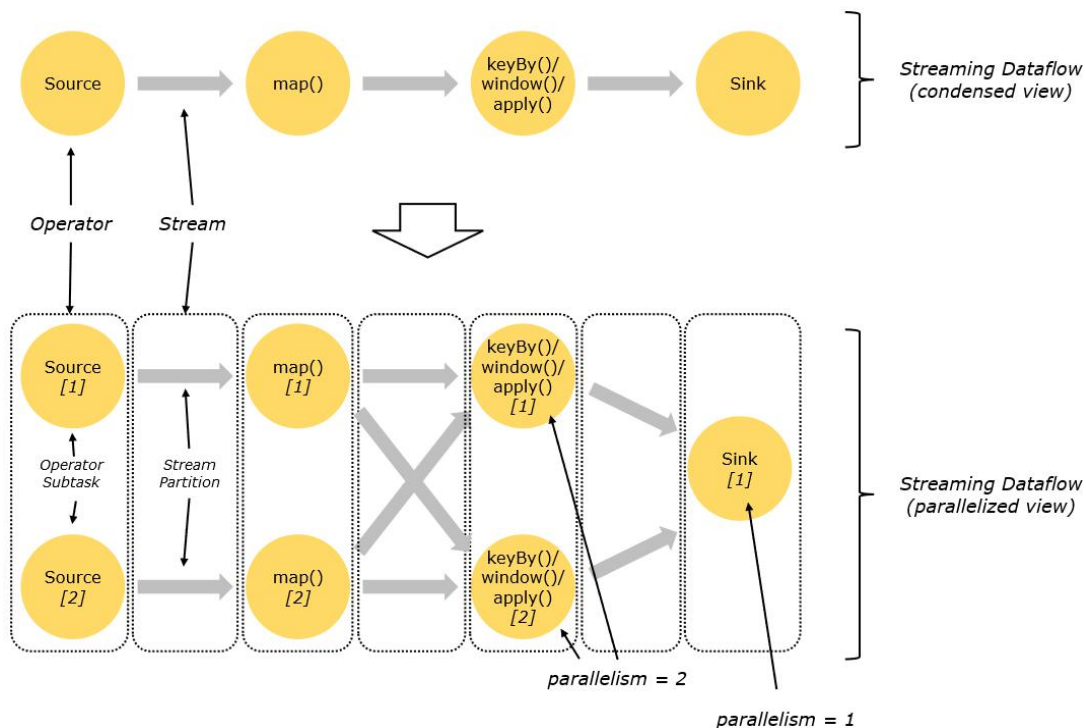 Source
map()
keyBy()/
window()/
apply()
Sink
Streaming Dataflow
(condensed view)
Operator
Stream
Source
[1]
map()
[1]
keyBy()/
window()/
apply()
[1]
Operator
Subtask
Stream
Partition
Sink
[1]
Streaming Dataflow
(parallelized view)
Source
[2]
map()
[2]
keyBy()/
window()/
apply()
[2]
parallelism = 2
parallelism = 1